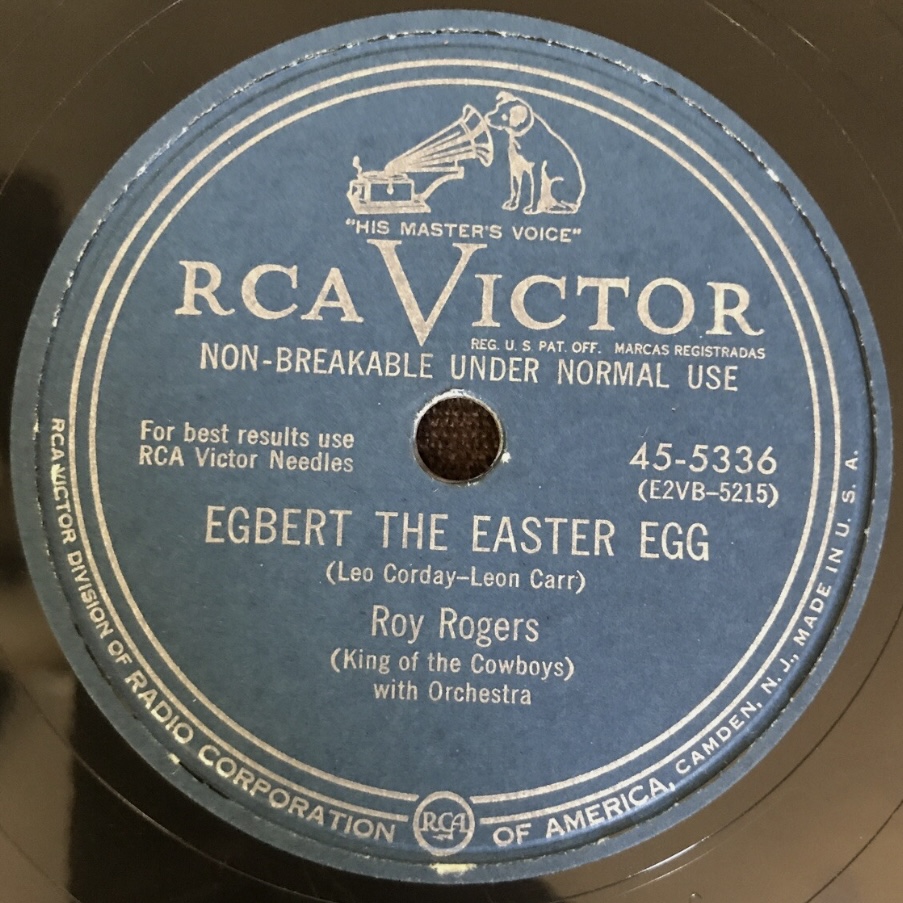 "HIS MASTER'S VOICE"
RCA VICTOR
REG. U. S. PAT. OFF. MARCAS REGISTRADAS
NON-BREAKABLE UNDER NORMAL USE
For best results use
RCA Victor Needles
45-5336
(E2VB-5215)
EGBERT THE EASTER EGG
(Leo Corday-Leon Carr)
Roy Rogers
(King of the Cowboys)
with Orchestra
RCA VICTOR DIVISION OF RADIO CORPORATION RCA OF AMERICA, CAMDEN, N. J., MADE IN U. S. A.